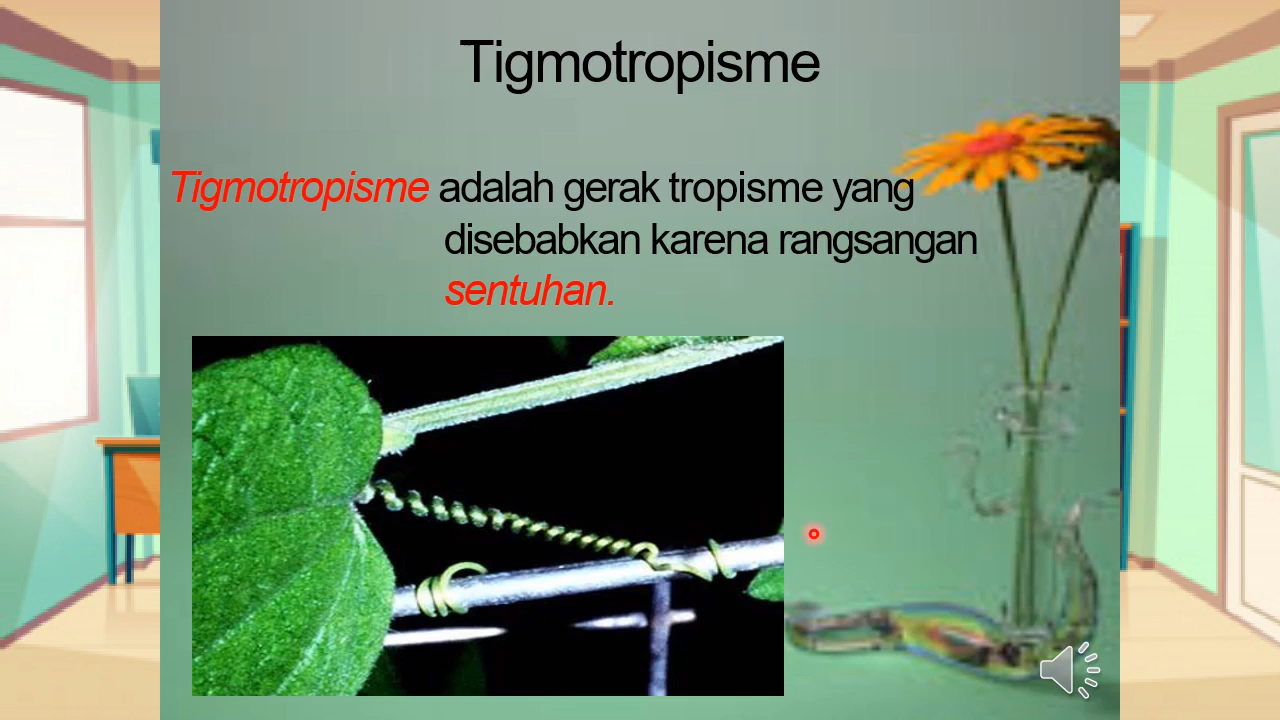 Tigmotropisme
Tigmotropisme adalah gerak tropisme yang
disebabkan karena rangsangan
sentuhan.